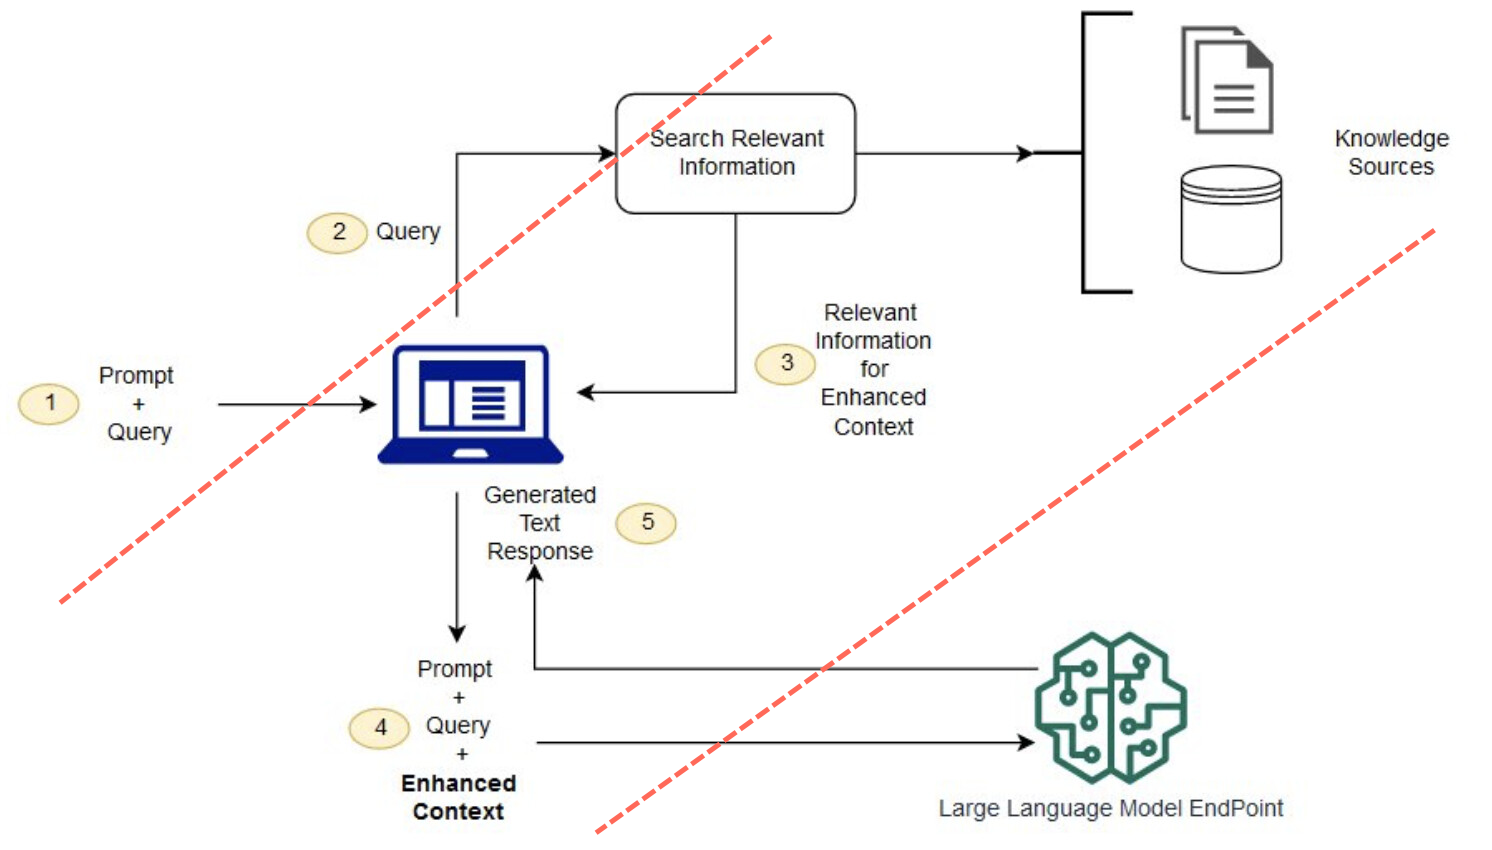 Search Relevant
Information
Knowledge
Sources
2 Query
Relevant
Information
for
Enhanced
Context
3
1
Prompt
+
Query
Generated
Text
Response
5
Prompt
+
Query
+
Enhanced
Context
4
Large Language Model EndPoint